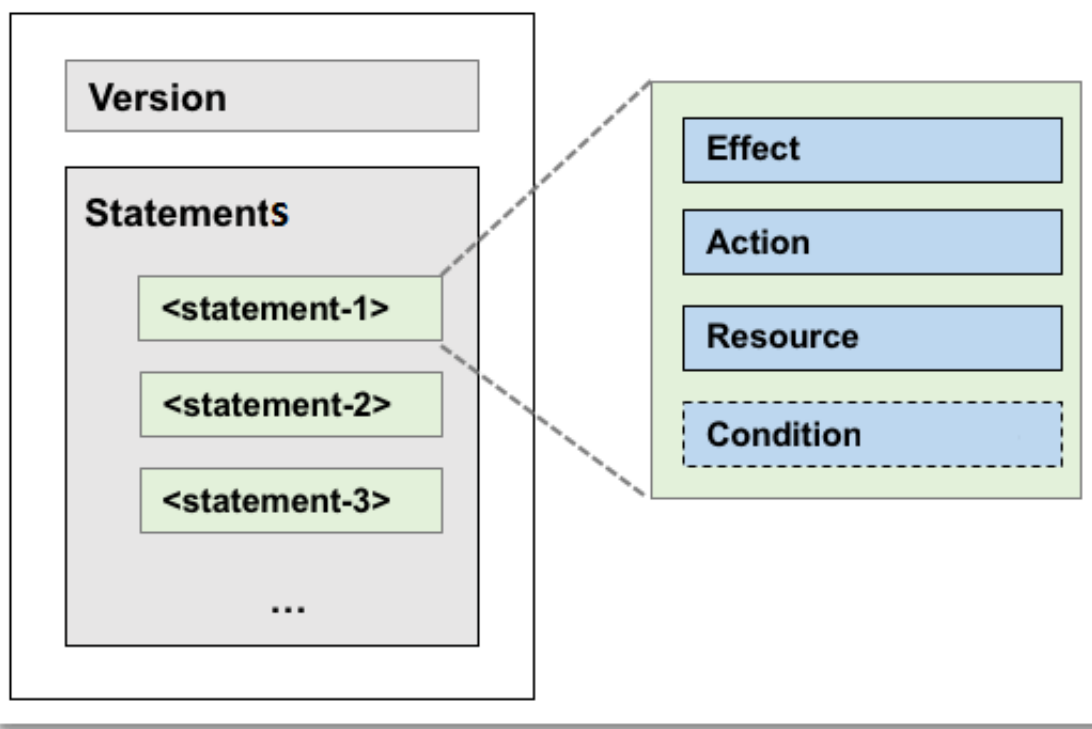 Version
Statements
<statement-1>
<statement-2>
<statement-3>
...
Effect
Action
Resource
Condition